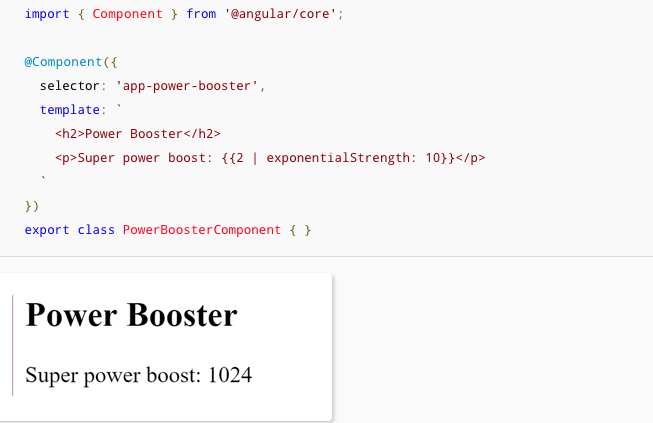 import { Component } from '@angular/core';
@Component({
selector: 'app-power-booster',
template: `
<h2>Power Booster</h2>
<p>Super power boost: {{2 | exponentialStrength: 10}}</p>
`
})
export class PowerBoosterComponent { }
Power Booster
Super power boost: 1024